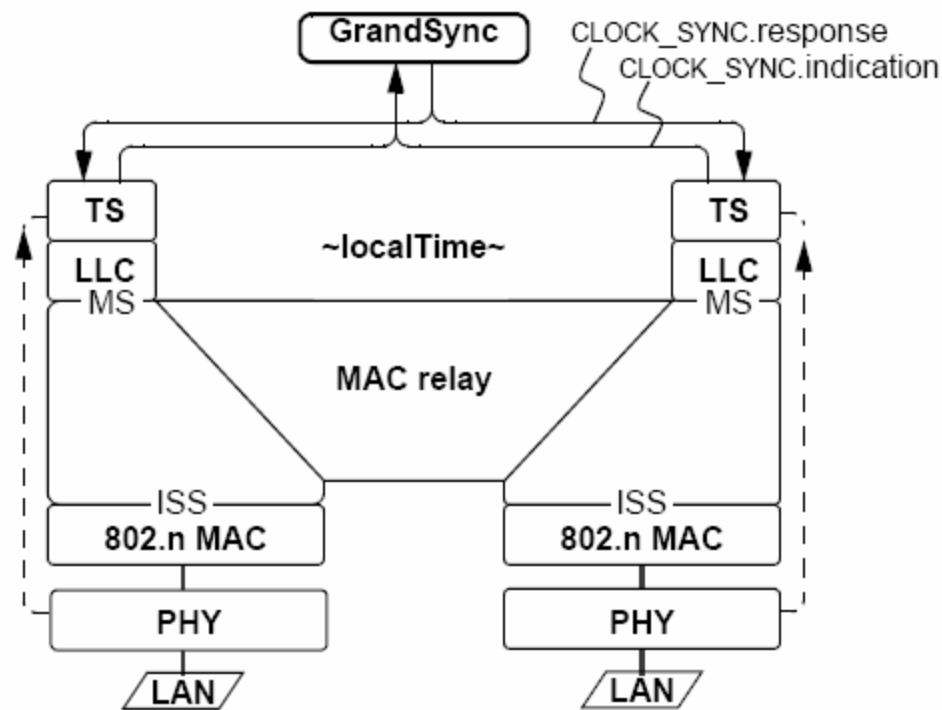 GrandSync
CLOCK_SYNC.response
CLOCK_SYNC.indication
TS
TS
~localTime~
LLC
LLC
MS
MS
MAC relay
ISS
ISS
802.n MAC
802.n MAC
PHY
PHY
LAN
LAN